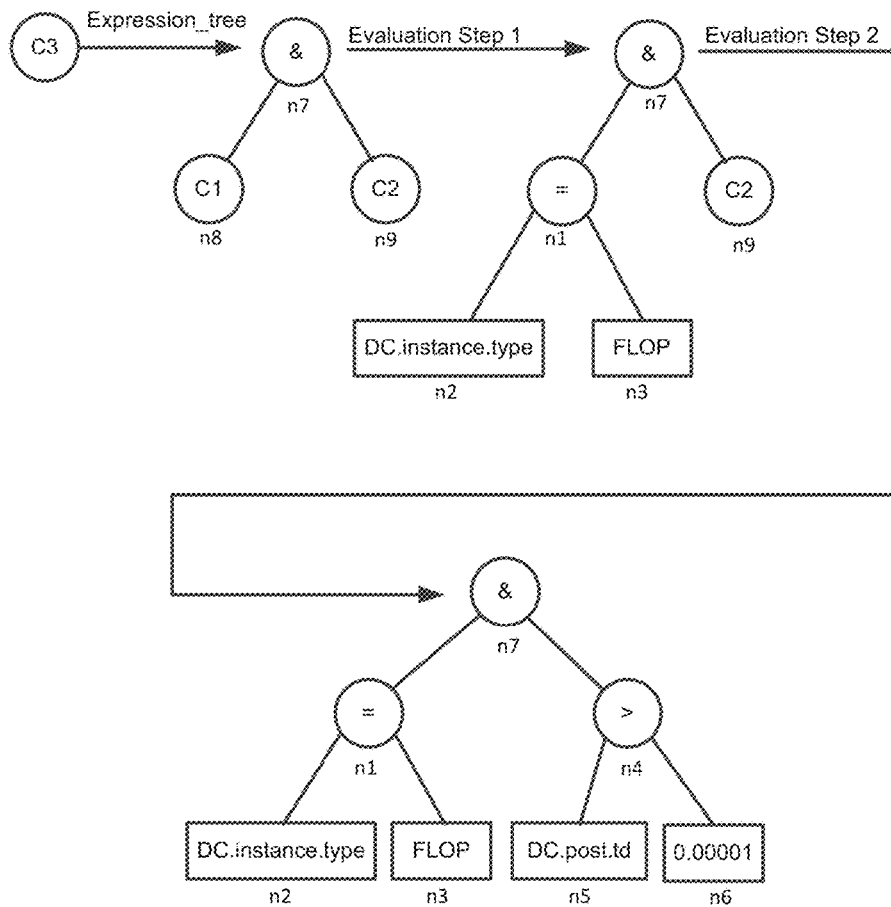 C3 Expression_tree & Evaluation Step 1 & Evaluation Step 2
n7 n7
C1 C2 = C2
n8 n9 n1 n9
DC.instance.type FLOP
n2 n3
&
n7
= >
n1 n4
DC.instance.type FLOP DC.post.td 0.00001
n2 n3 n5 n6